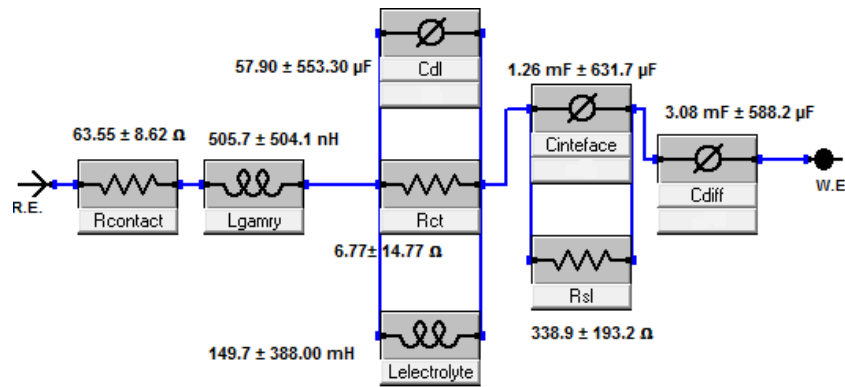 57.90 ± 553.30 µF
Cdl
1.26 mF ± 631.7 µF
3.08 mF ± 588.2 µF
63.55 ± 8.62 Ω
505.7 ± 504.1 nH
Cinteface
R.E.
Rcontact
Lgamry
Rct
Cdiff
W.E
6.77± 14.77 Ω
Rsl
149.7 ± 388.00 mH
338.9 ± 193.2 Ω
Lelectrolyte